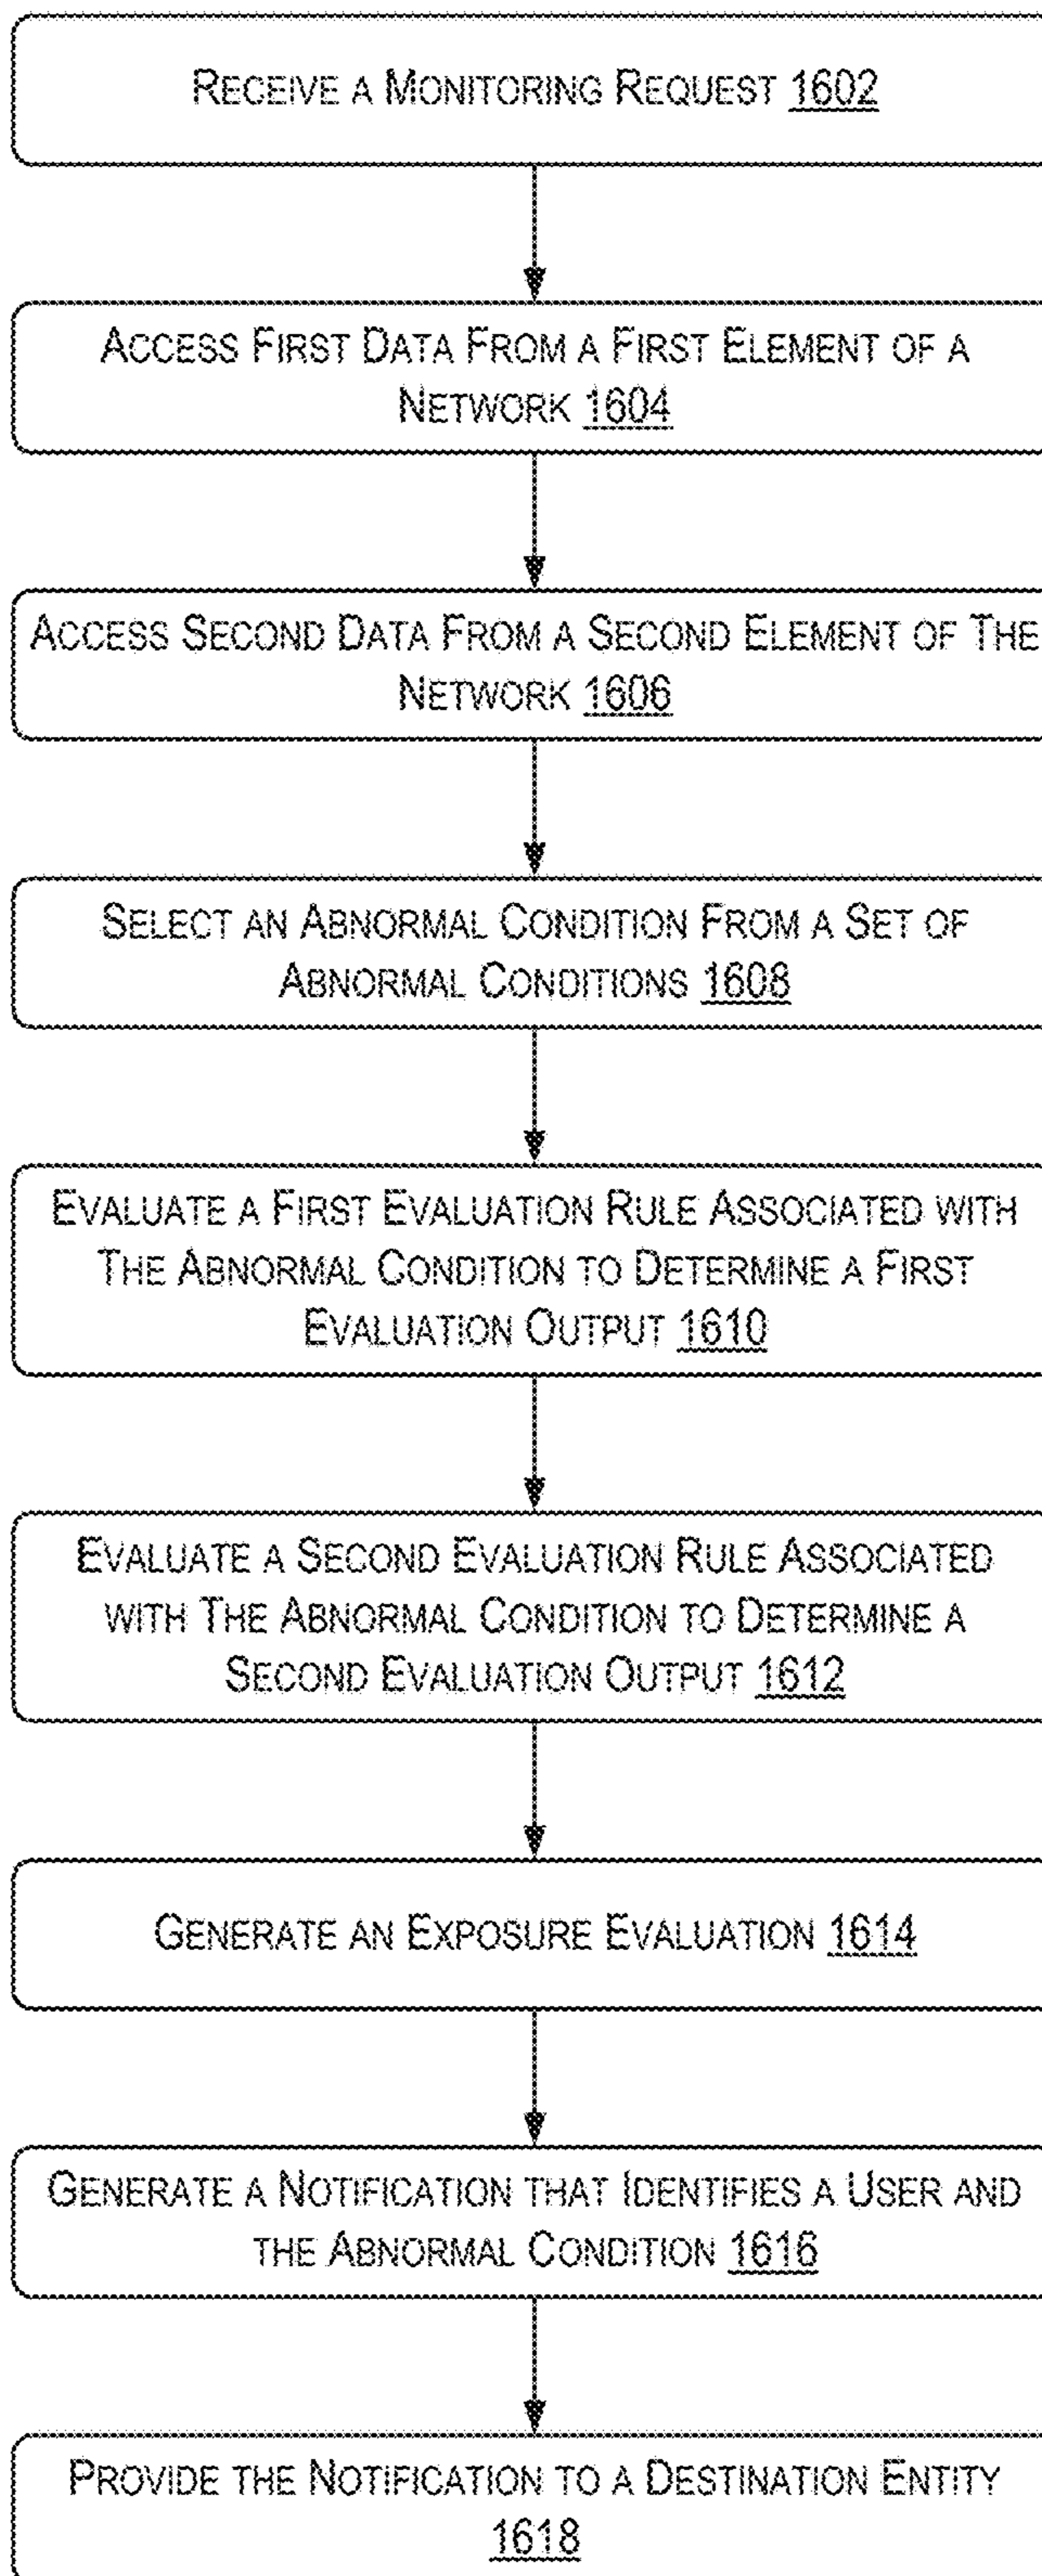 RECEIVE A MONITORING REQUEST 1602
ACCESS FIRST DATA FROM A FIRST ELEMENT OF A
NETWORK 1604
ACCESS SECOND DATA FROM A SECOND ELEMENT OF THE
NETWORK 1606
SELECT AN ABNORMAL CONDITION FROM A SET OF
ABNORMAL CONDITIONS 1608
EVALUATE A FIRST EVALUATION RULE ASSOCIATED WITH
THE ABNORMAL CONDITION TO DETERMINE A FIRST
EVALUATION OUTPUT 1610
EVALUATE A SECOND EVALUATION RULE ASSOCIATED
WITH THE ABNORMAL CONDITION TO DETERMINE A
SECOND EVALUATION OUTPUT 1612
GENERATE AN EXPOSURE EVALUATION 1614
GENERATE A NOTIFICATION THAT IDENTIFIES A USER AND
THE ABNORMAL CONDITION 1616
PROVIDE THE NOTIFICATION TO A DESTINATION ENTITY
1618